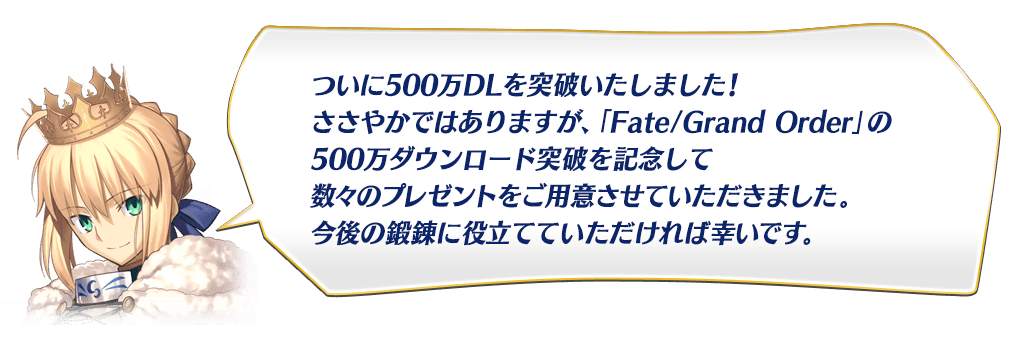 ついに500万DLを突破いたしました!
ささやかではありますが、「Fate/Grand Order」の
500万ダウンロード突破を記念して
数々のプレゼントをご用意させていただきました。
今後の鍛錬に役立てていただければ幸いです。